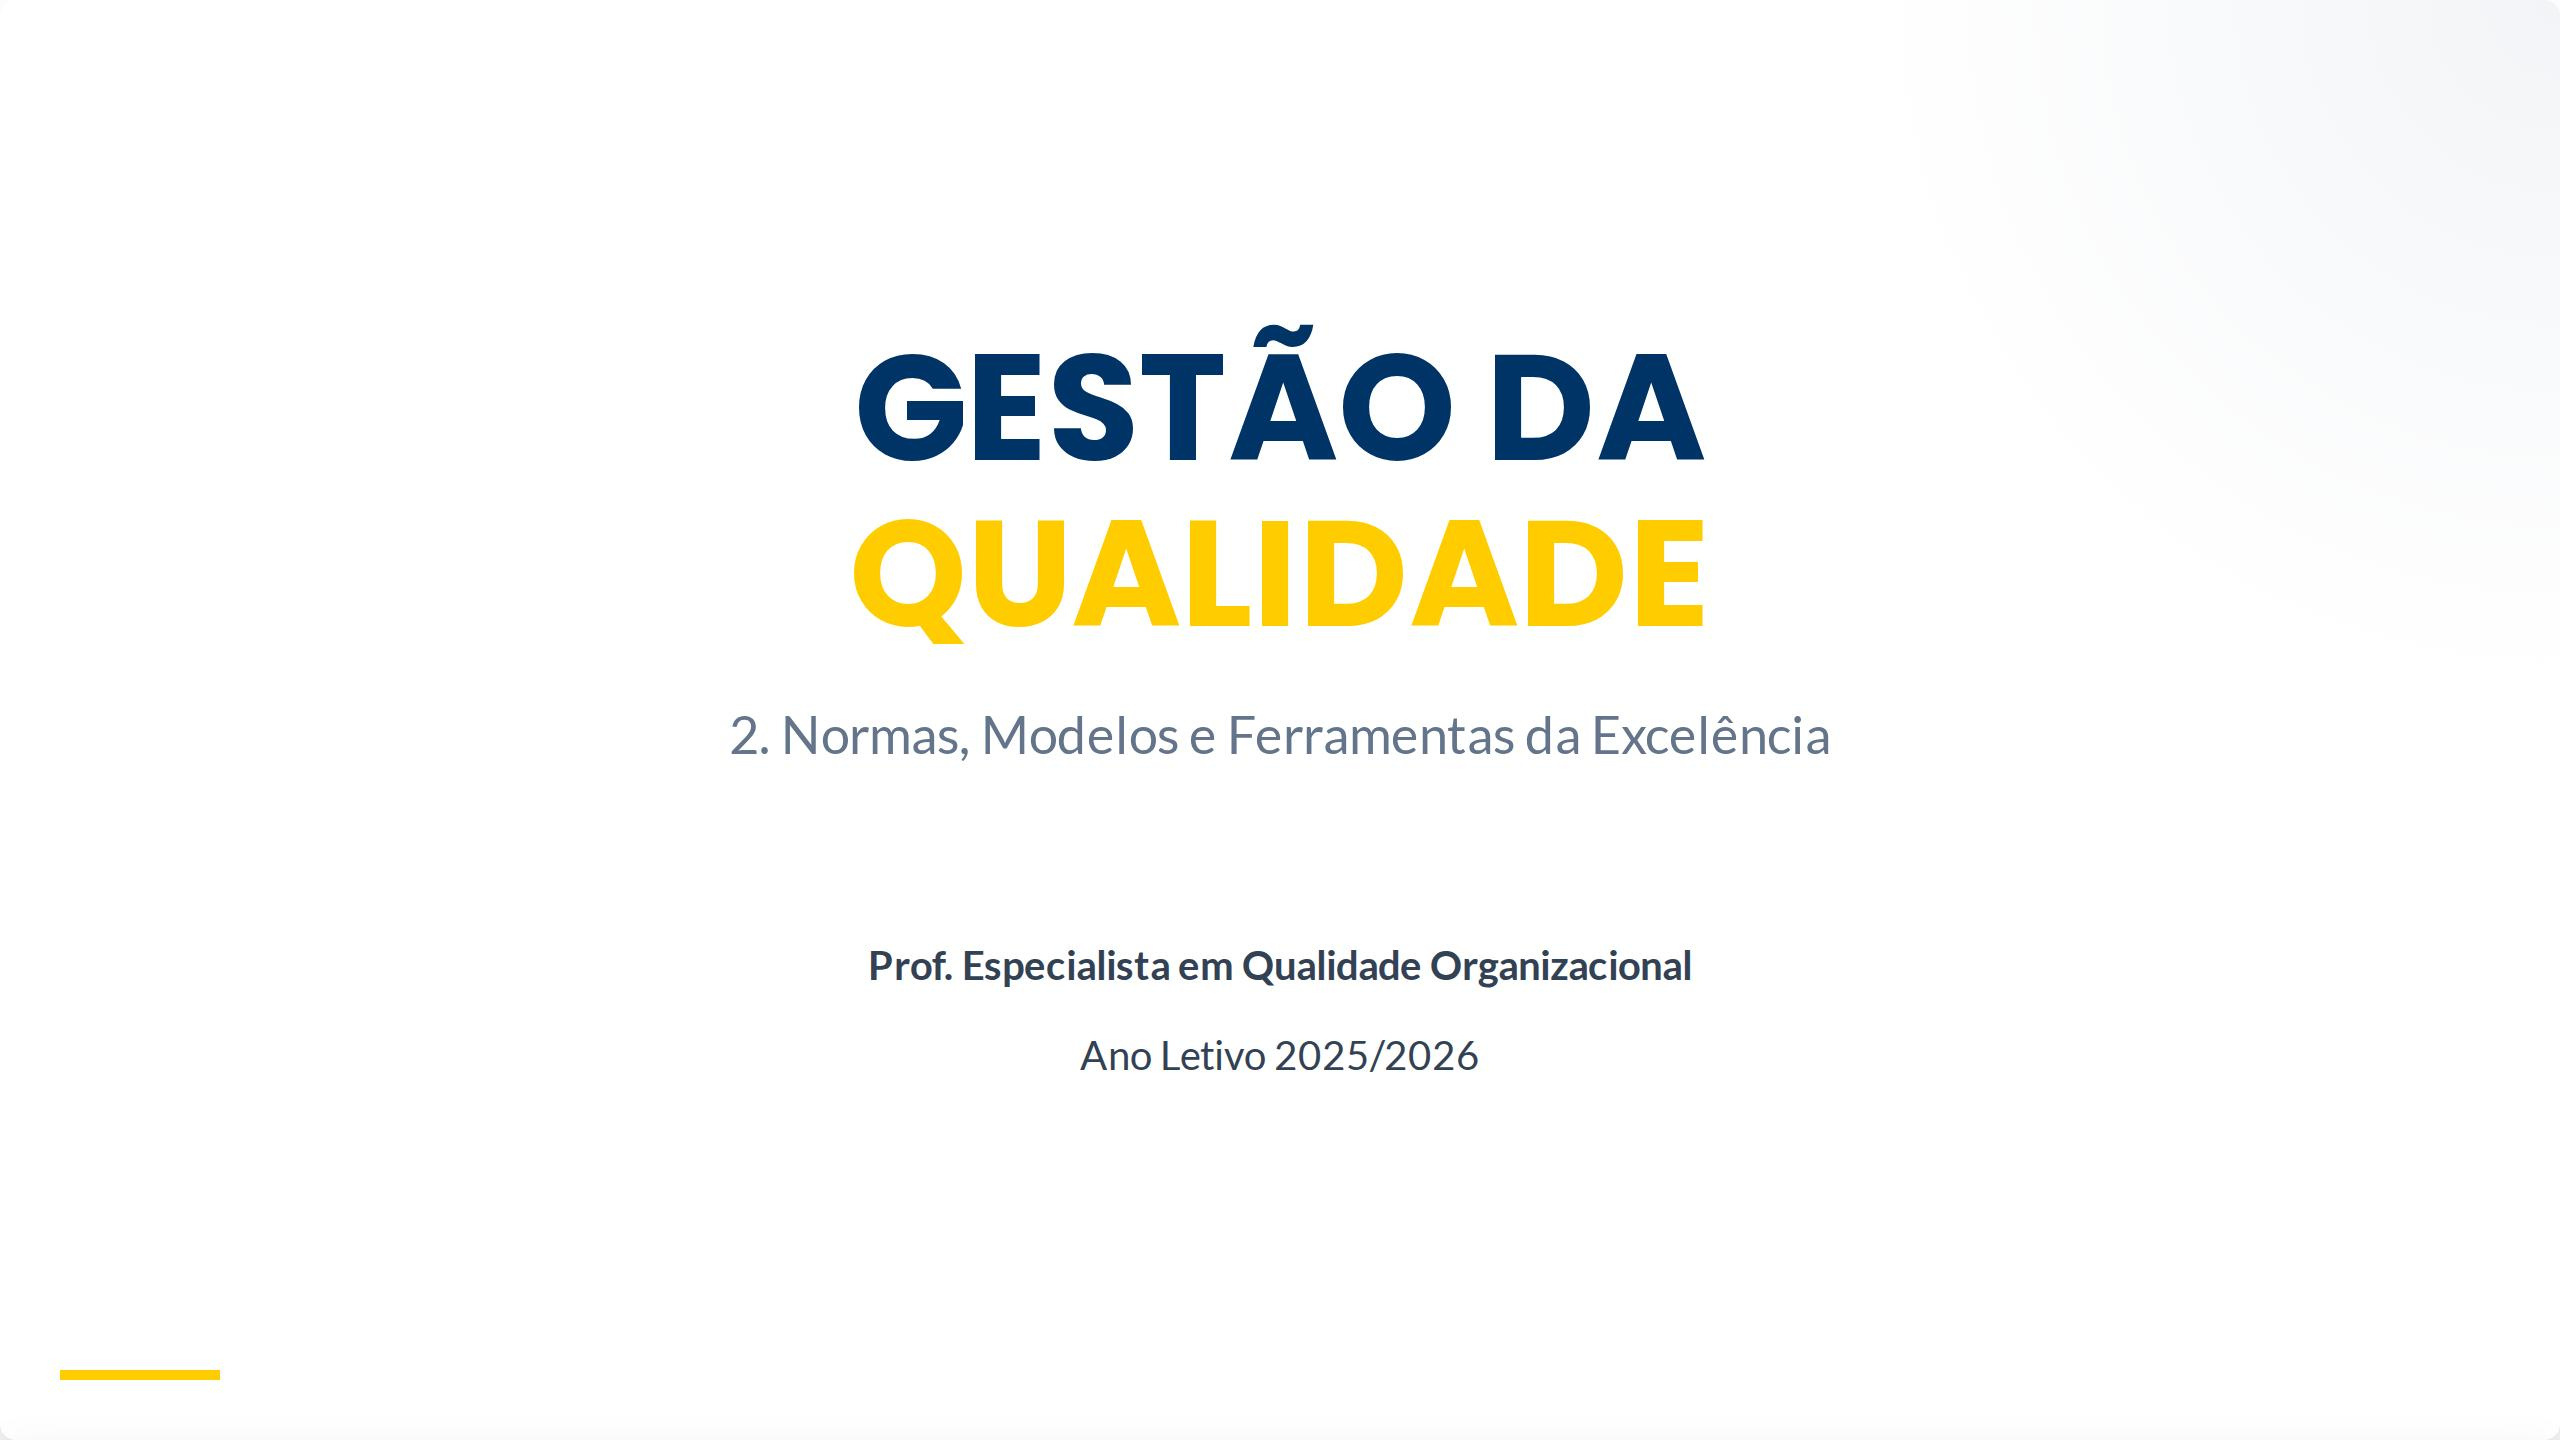 GESTÃO DA
QUALIDADE
2. Normas, Modelos e Ferramentas da Excelência
Prof. Especialista em Qualidade Organizacional
Ano Letivo 2025/2026